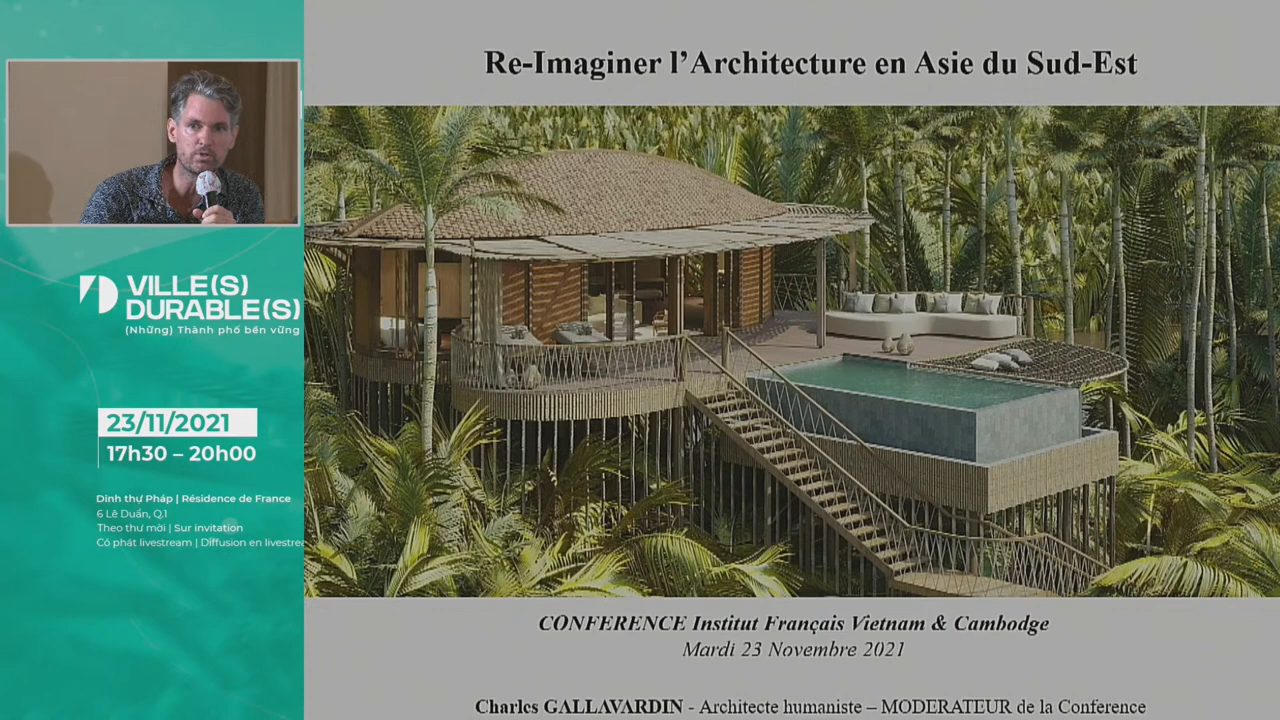 VILLE(S)
DURABLE(S)
(Những) Thành phố bền vững
23/11/2021
17h30 – 20h00
Dinh thự Pháp | Résidence de France
6 Lê Duẩn, Q.1
Theo thư mời | Sur invitation
Có phát livestream | Diffusion en livestrea
Re-Imaginer l'Architecture en Asie du Sud-Est
CONFERENCE Institut Français Vietnam & Cambodge
Mardi 23 Novembre 2021
Charles GALLAVARDIN - Architecte humaniste – MODERATEUR de la Conference